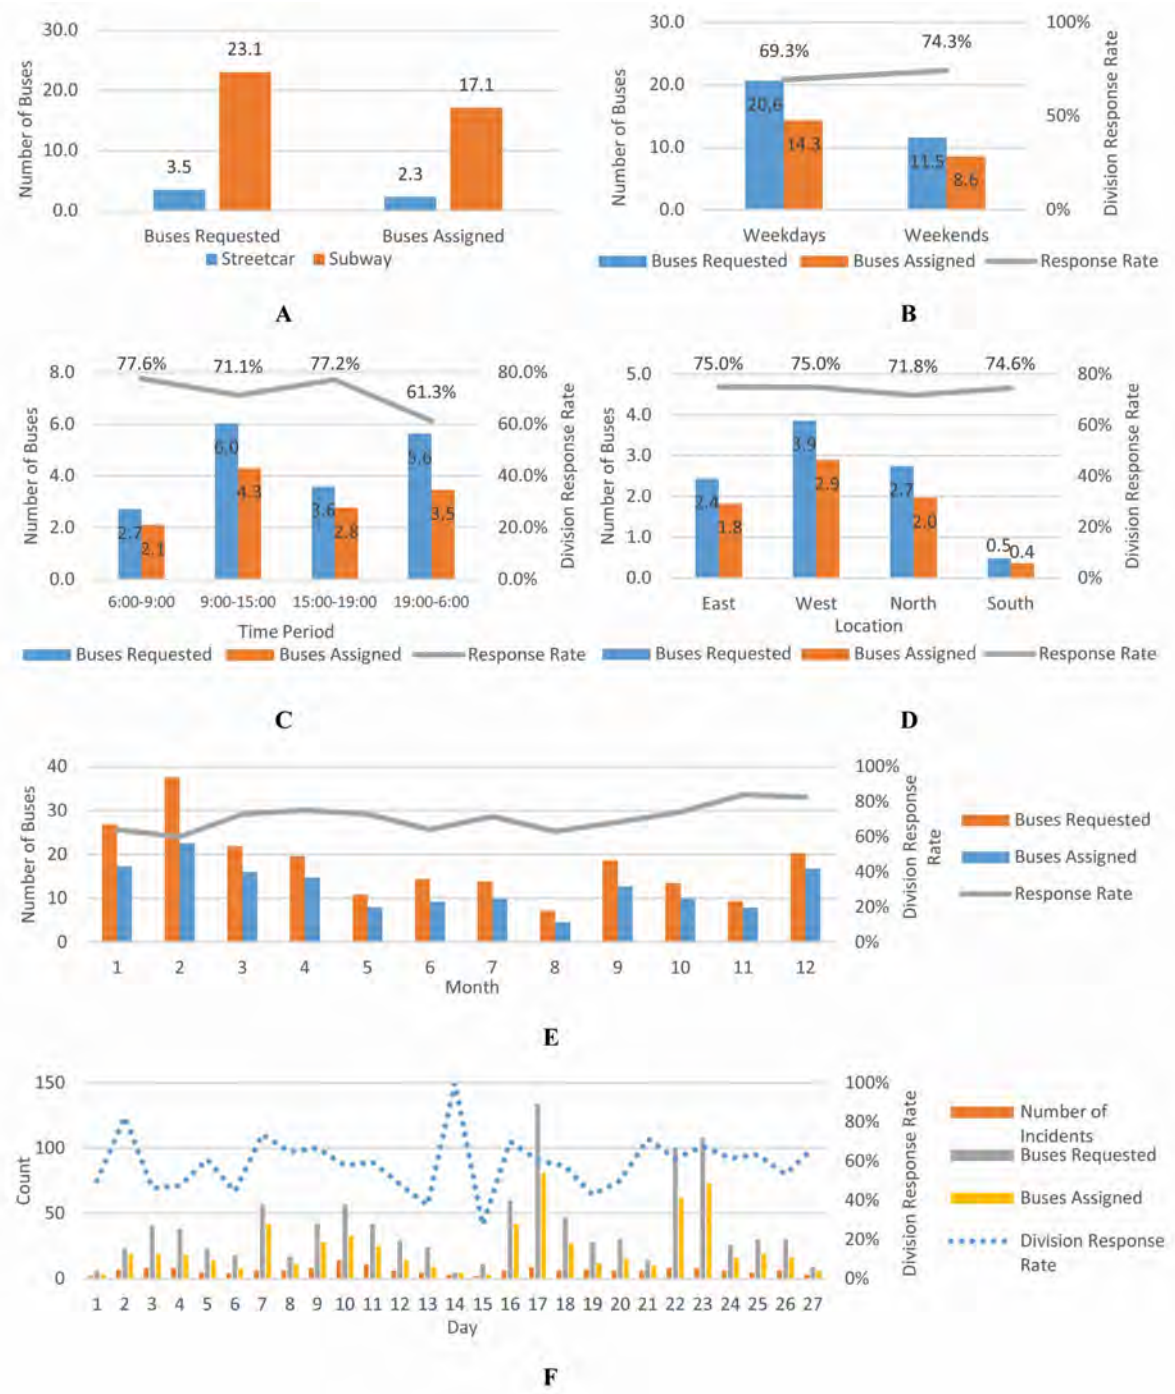 30.0
23.1
20.0
17.1
10.0
3.5
2.3
0.0
Number of Buses
Buses Requested Buses Assigned
Streetcar Subway
A
30.0 100%
69.3% 74.3%
20.0
20,6
50%
14.3
10.0
11.5
8.6
0.0 0%
Number of Buses
Division Response Rate
Weekdays Weekends
Buses Requested Buses Assigned Response Rate
B
77.6% 71.1% 77.2% 61.3%
8.0 80.0%
6.0 60.0%
4.0 40.0%
2.0 20.0%
0.0 0.0%
2.7 2.1 6,0 4.3 3.6 2.8 5,6 3,5
Number of Buses
Division Response Rate
6:00-9:00 9:00-15:00 15:00-19:00 19:00-6:00
Time Period
Buses Requested Buses Assigned Response Rate
C
75.0% 75.0% 71.8% 74.6%
5.0 80%
4.0 60%
3.0
2.0 40%
1.0 20%
0.0 0%
2.4 1.8 3.9 2.9 2.7 2.0 0.5 0.4
Number of Buses
Division Response Rate
East West North South
Location
Buses Requested Buses Assigned Response Rate
D
40 100%
30 80%
60%
20
40%
10 20%
0 0%
Number of Buses
Division Response
Rate
1 2 3 4 5 6 7 8 9 10 11 12
Month
Buses Requested
Buses Assigned
Response Rate
E
150 100%
80%
100
60%
50 40%
20%
0 0%
Count
Division Response Rate
1 2 3 4 5 6 7 8 9 10 11 12 13 14 15 16 17 18 19 20 21 22 23 24 25 26 27
Day
Number of
Incidents
Buses Requested
Buses Assigned
Division Response
Rate
F